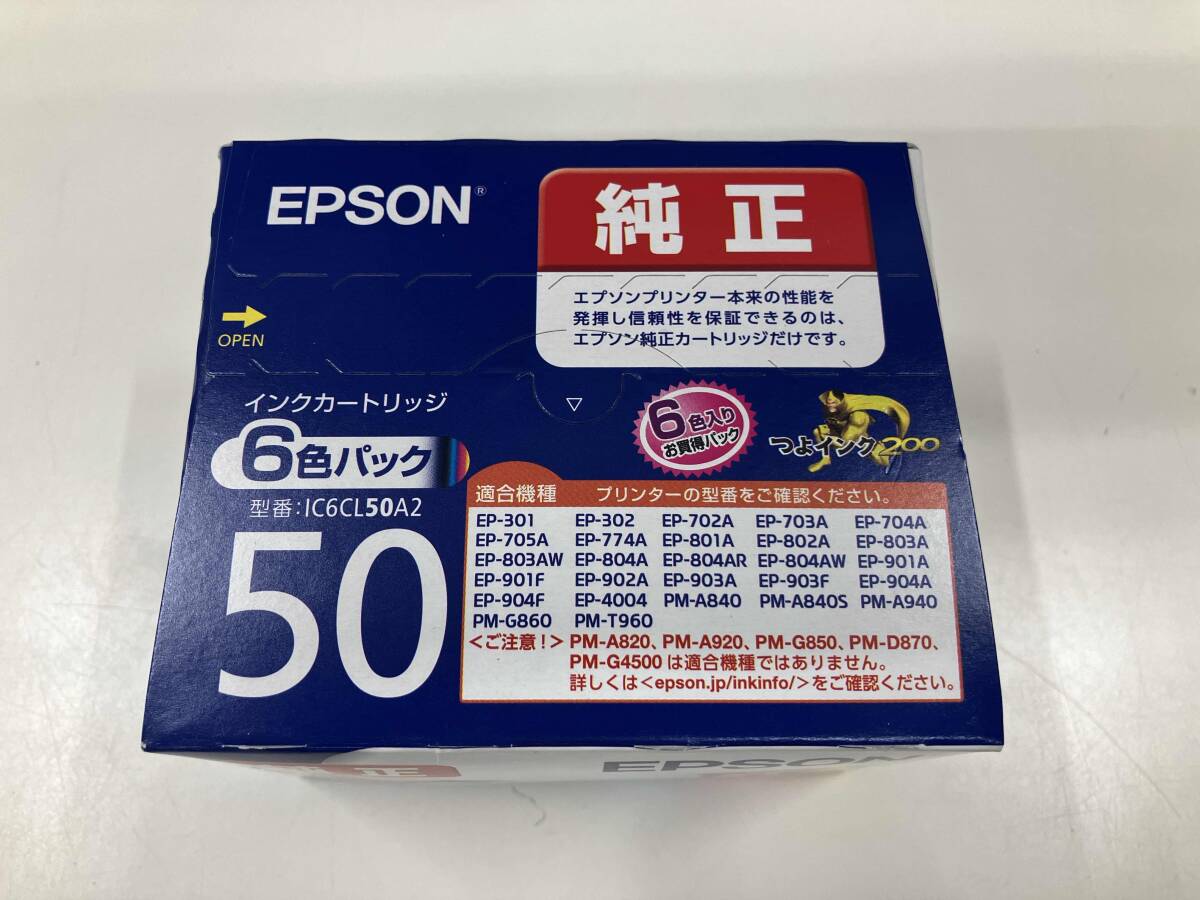 EPSON®
純正
エプソンプリンター本来の性能を
発揮し信頼性を保証できるのは、
エプソン純正カートリッジだけです。
OPEN
インクカートリッジ
6色パック
型番:IC6CL50A2
50
6色入り
お買得パック
つよインク200
適合機種 プリンターの型番をご確認ください。
EP-301 EP-302 EP-702A EP-703A EP-704A
EP-705A EP-774A EP-801A EP-802A EP-803A
EP-803AW EP-804A EP-804AR EP-804AW EP-901A
EP-901F EP-902A EP-903A EP-903F EP-904A
EP-904F EP-4004 PM-A840 PM-A840S PM-A940
PM-G860 PM-T960
<ご注意!> PM-A820、PM-A920、PM-G850、PM-D870、
PM-G4500 は適合機種ではありません。
詳しくは<epson.jp/inkinfo/>をご確認ください。
正
EPSON